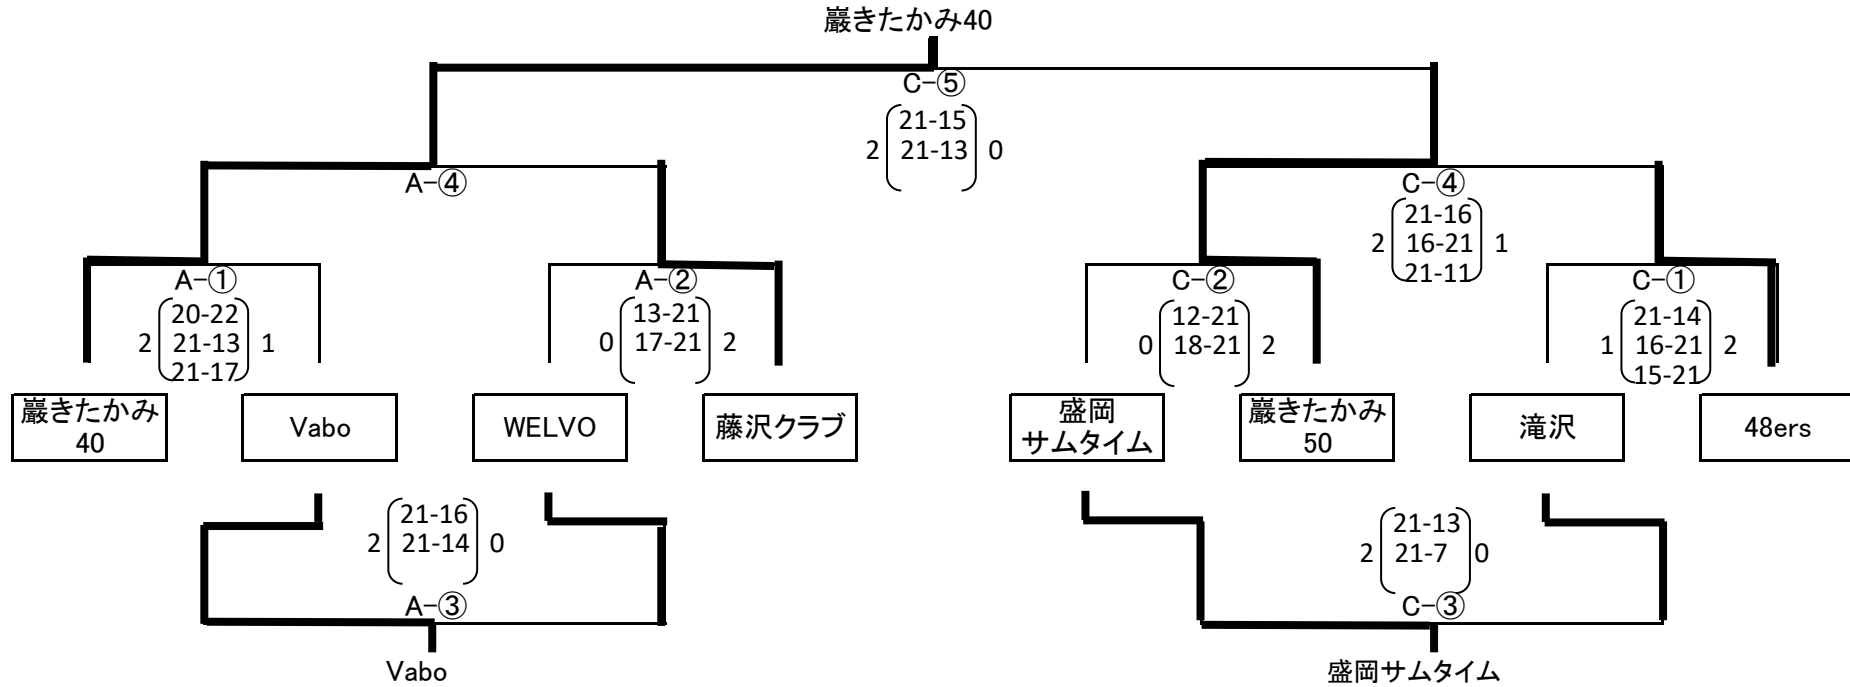 巖きたかみ40
C-⑤
21-15
2 21-13 0
A-④
C-④
21-16
2 16-21 1
21-11
A-①
20-22
2 21-13 1
21-17
A-②
13-21
0 17-21 2
C-②
12-21
0 18-21 2
C-①
21-14
1 16-21 2
15-21
巖きたかみ
40
Vabo
WELVO
藤沢クラブ
盛岡
サムタイム
巖きたかみ
50
滝沢
48ers
21-16
2 21-14 0
A-③
Vabo
21-13
2 21-7 0
C-③
盛岡サムタイム